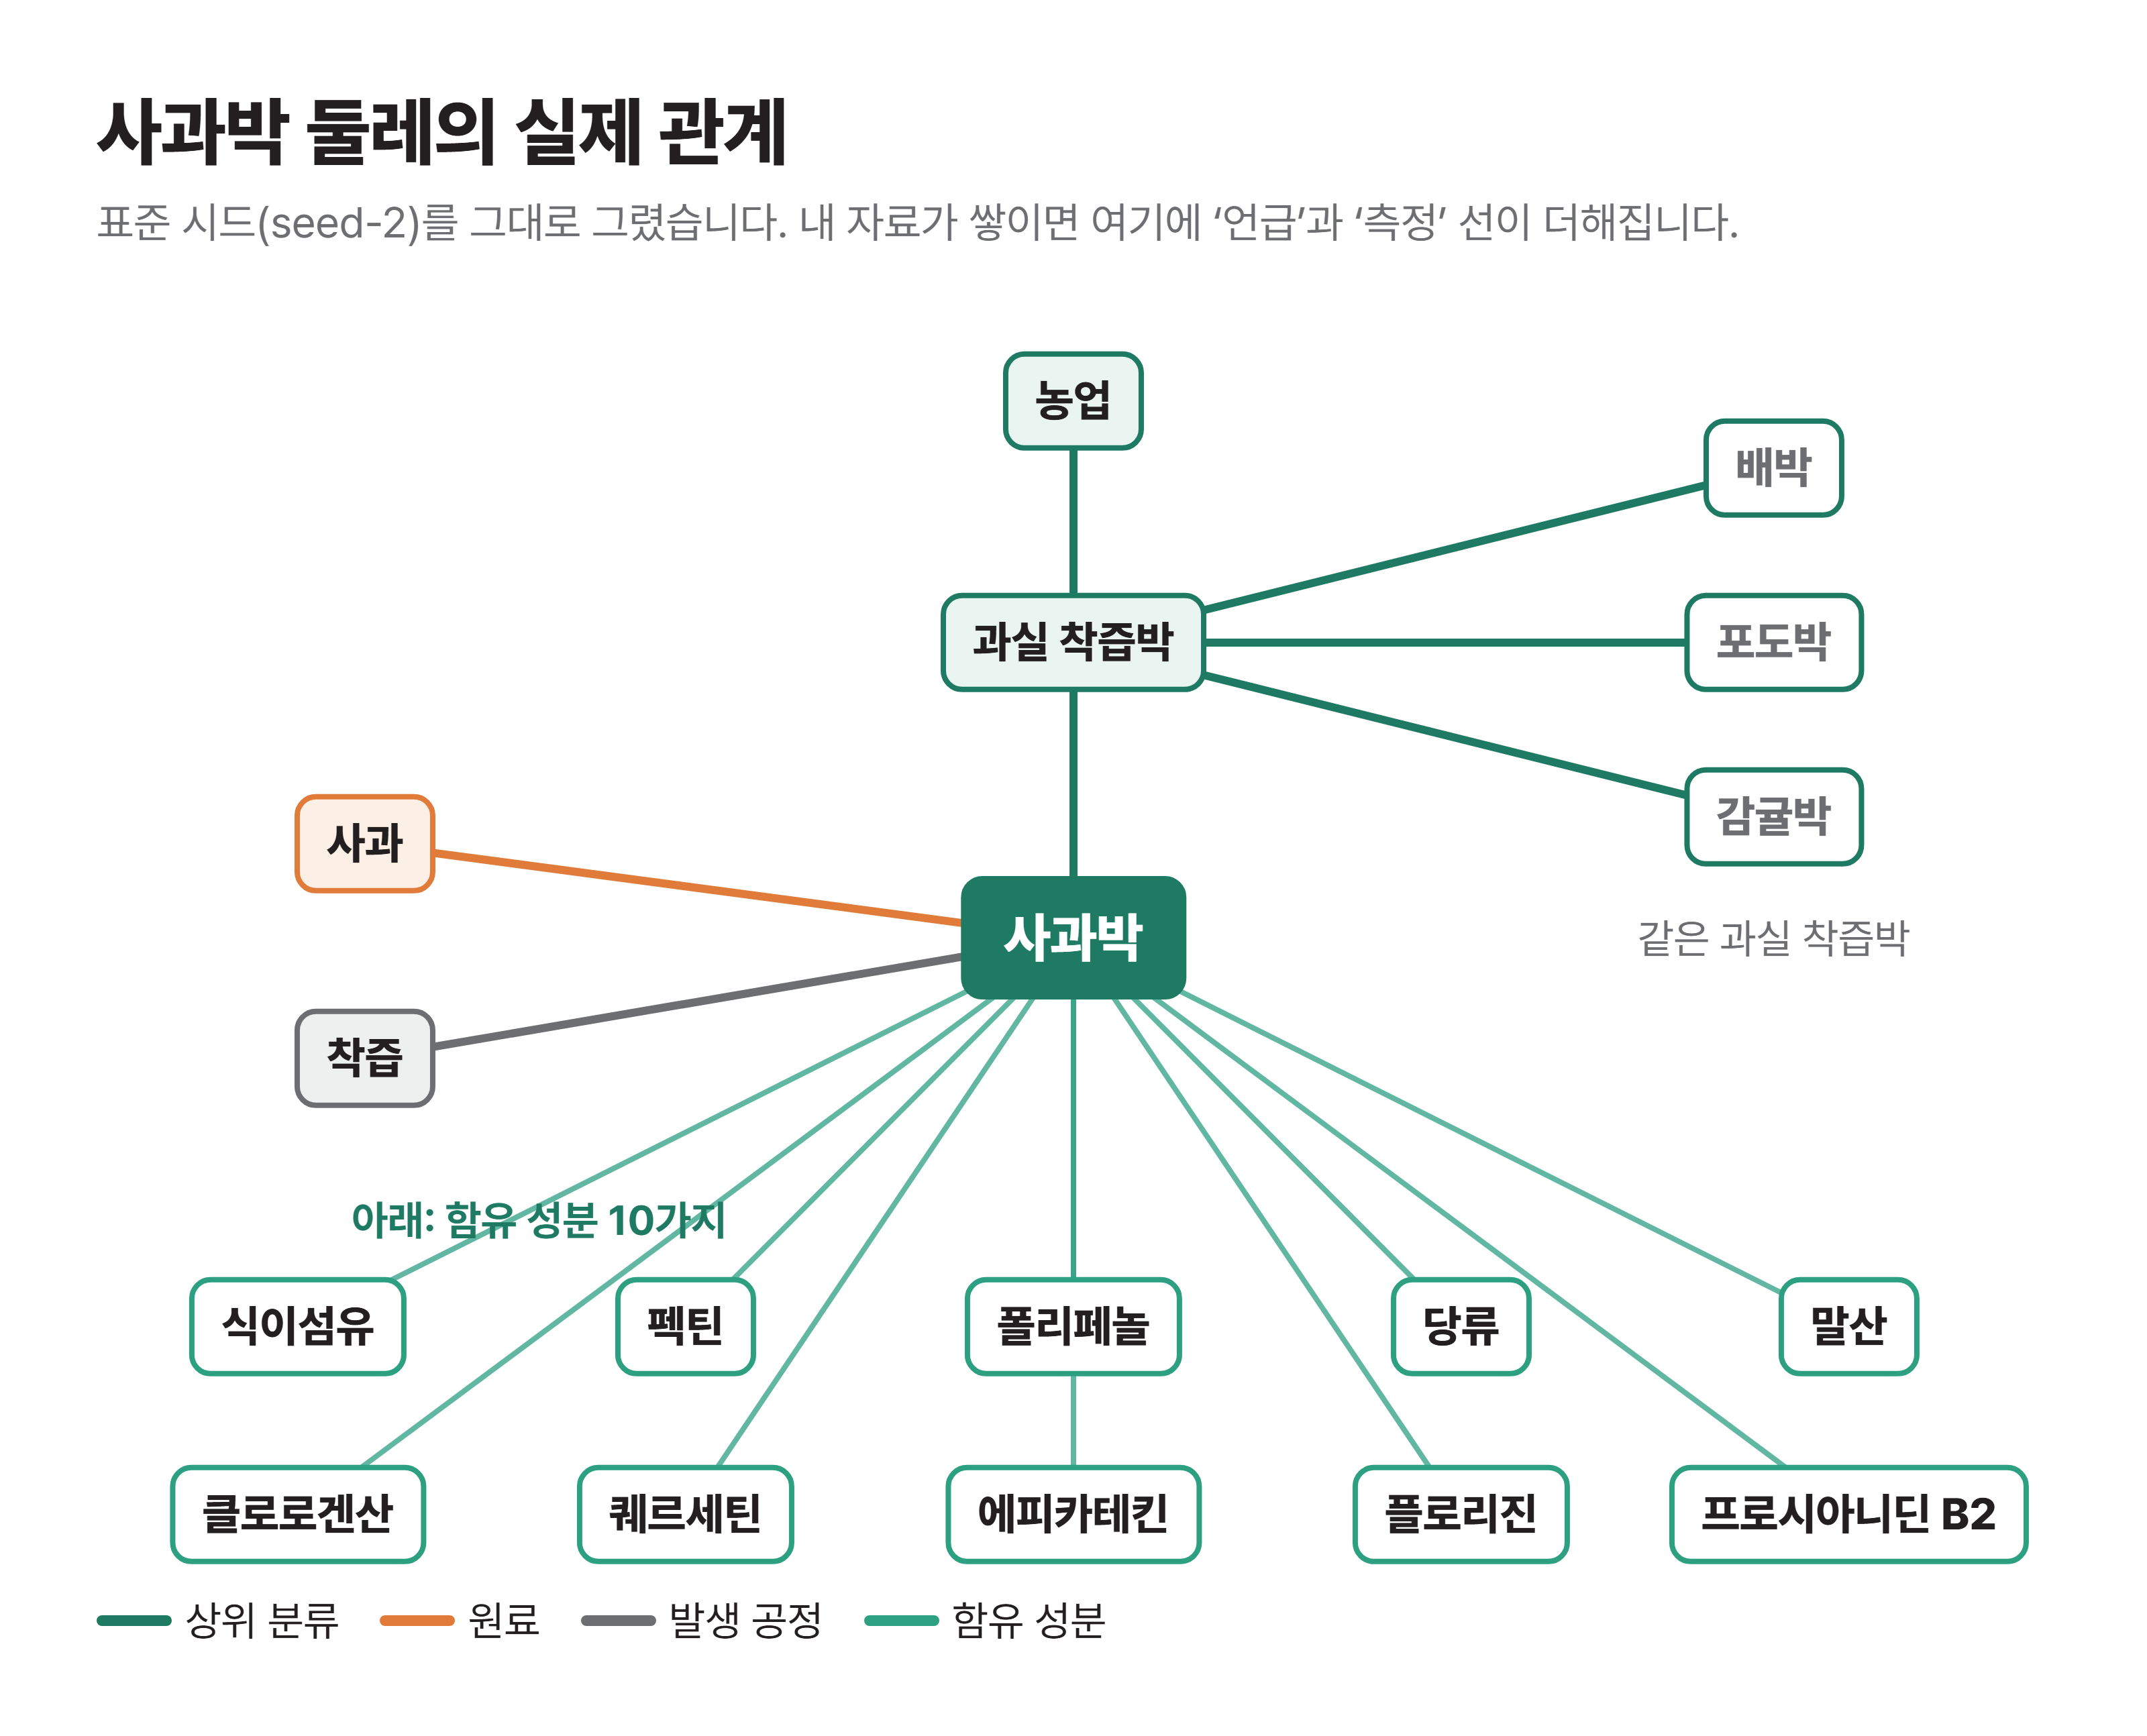 사과박 둘레의 실제 관계
표준 시드(seed-2)를 그대로 그렸습니다. 내 자료가 쌓이면 여기에 ‘언급’과 ‘측정’ 선이 더해집니다.
농업
배박
과실 착즙박
포도박
감귤박
사과
사과박
같은 과실 착즙박
착즙
아래: 함유 성분 10가지
식이섬유
펙틴
폴리페놀
당류
말산
클로로겐산
퀘르세틴
에피카테킨
플로리진
프로시아니딘 B2
상위 분류
원료
발생 공정
함유 성분